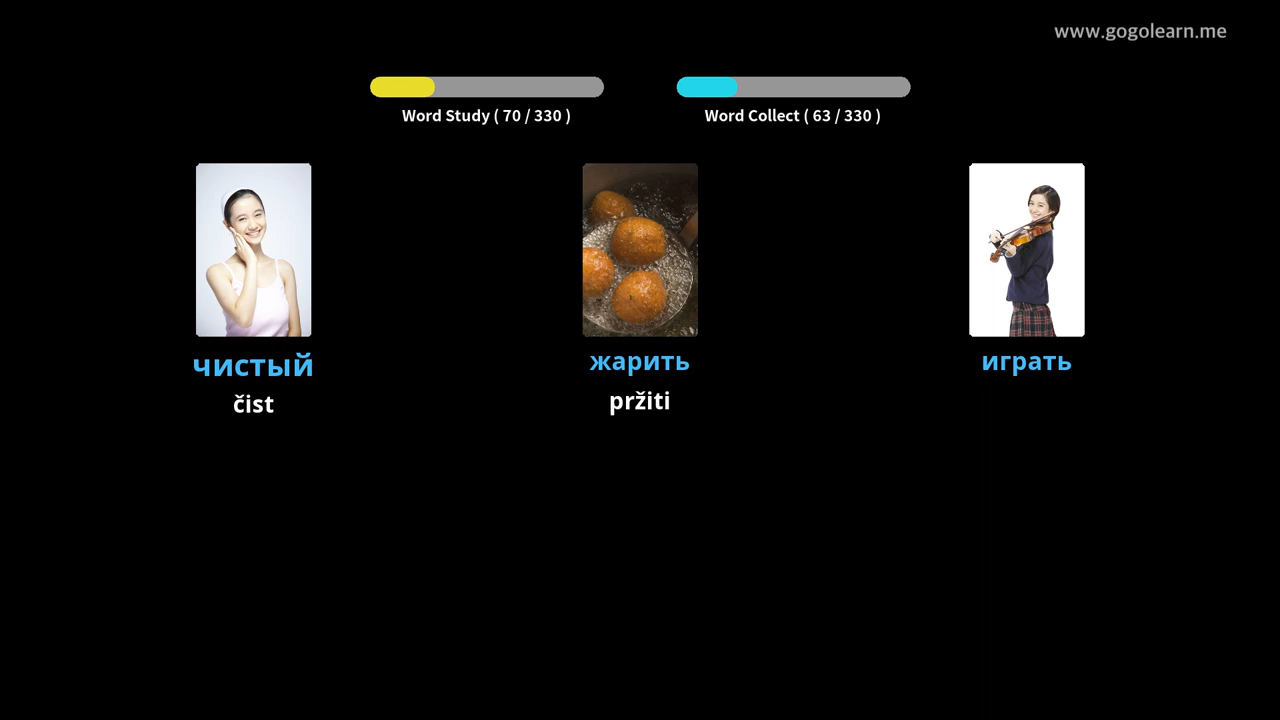 www.gogolearn.me
Word Study ( 70 / 330 )
Word Collect ( 63 / 330 )
чистый
жарить
играть
čist
pržiti